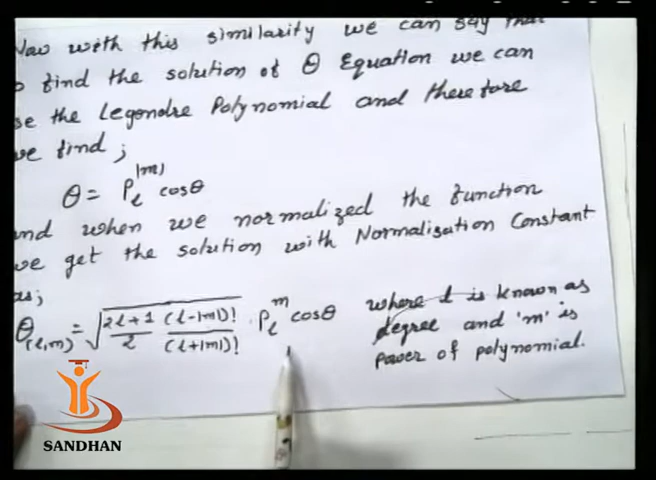 Now with this similarity we can say that
to find the solution of Θ Equation we can
use the Legendre Polynomial and therefore
we find;
Θ = P_l^|m| cosθ
and when we normalized the function
we get the solution with Normalization Constant
as;
Θ_(l,m) = √((2l+1)/2 (l-|m|)!/(l+|m|)!) · P_l^m cosθ
where l is known as
degree and 'm' is
power of polynomial.
SANDHAN